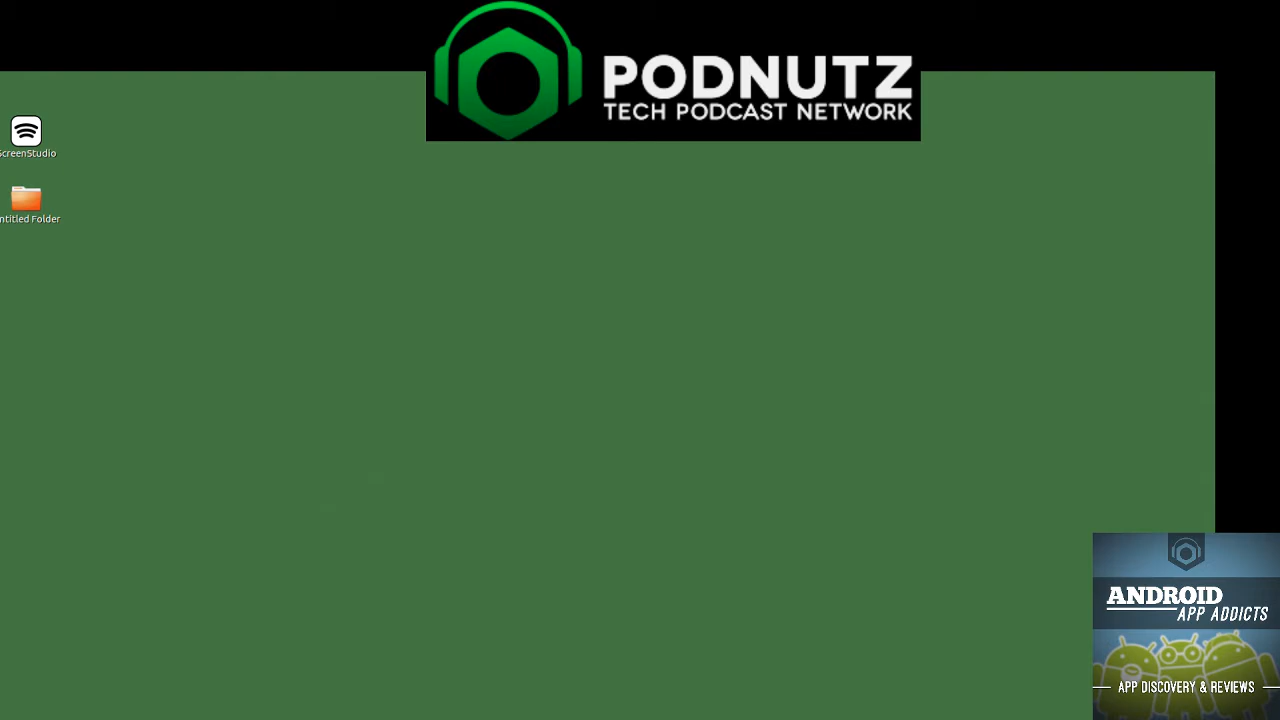 PODNUTZ
TECH PODCAST NETWORK
ScreenStudio
ntitled Folder
ANDROID
APP ADDICTS
APP DISCOVERY & REVIEWS